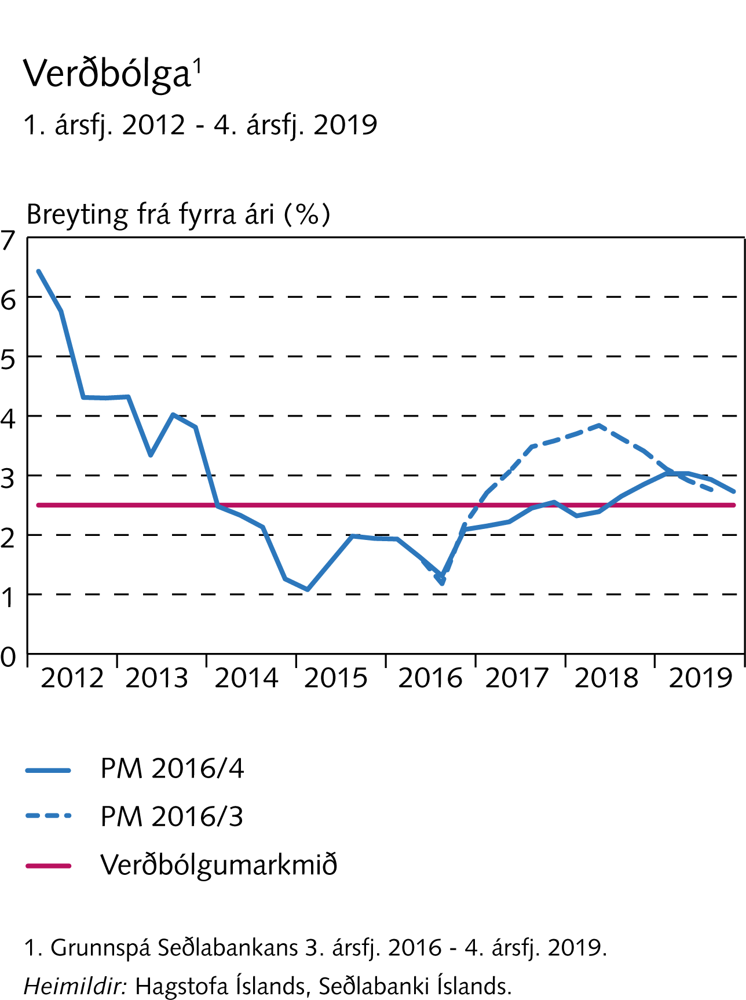 Verðbólga¹
1. ársfj. 2012 - 4. ársfj. 2019
Breyting frá fyrra ári (%)
7
6
5
4
3
2
1
0
2012 2013 2014 2015 2016 2017 2018 2019
PM 2016/4
PM 2016/3
Verðbólgumarkmið
1. Grunnspá Seðlabankans 3. ársfj. 2016 - 4. ársfj. 2019.
Heimildir: Hagstofa Íslands, Seðlabanki Íslands.